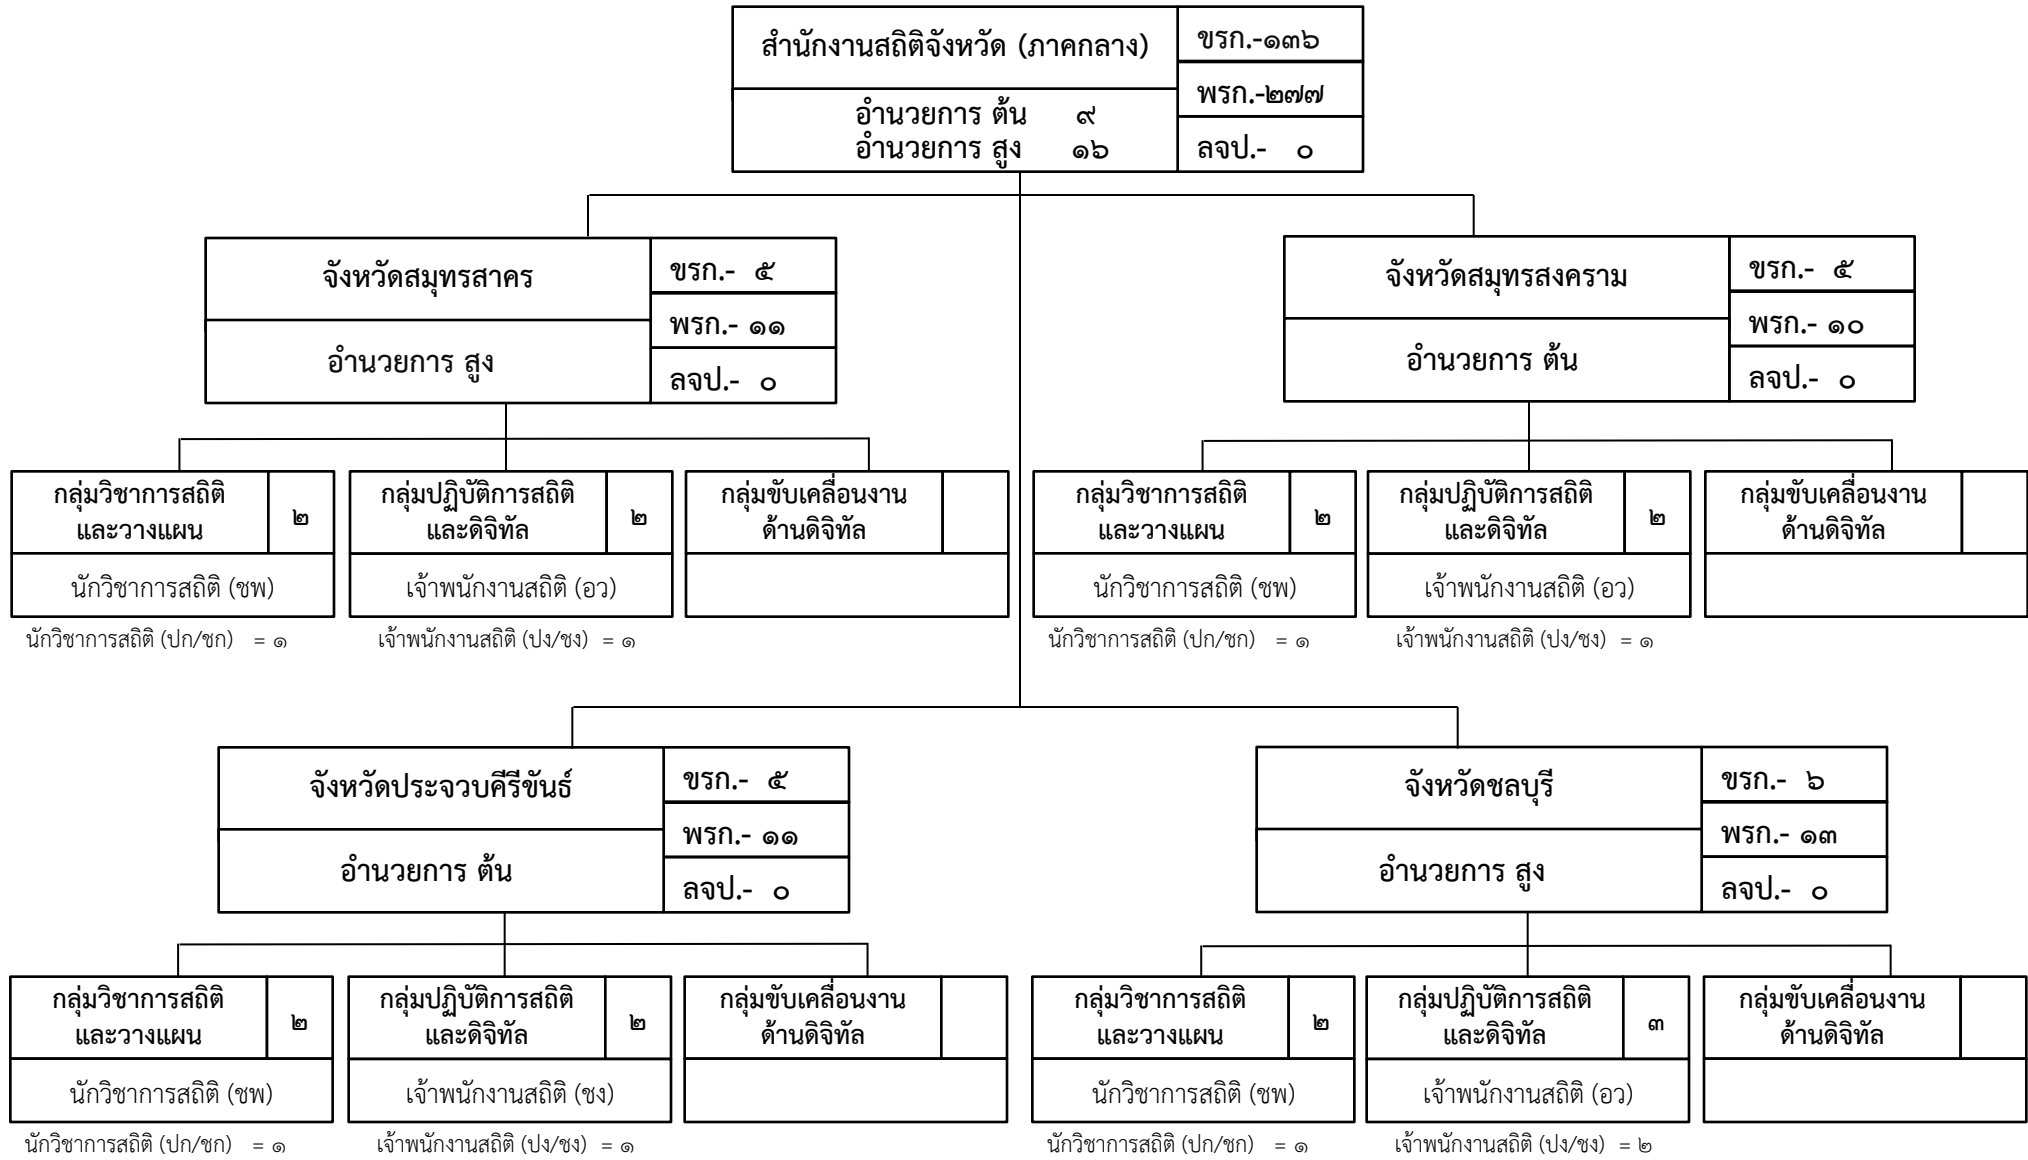 สำนักงานสถิติจังหวัด (ภาคกลาง)
ขรก.-๑๓๖
พรก.-๒๗๗
อำนวยการ ต้น ๙
อำนวยการ สูง ๑๖
ลจป.- ๐
จังหวัดสมุทรสาคร
ขรก.- ๕
พรก.- ๑๑
อำนวยการ สูง
ลจป.- ๐
จังหวัดสมุทรสงคราม
ขรก.- ๕
พรก.- ๑๐
อำนวยการ ต้น
ลจป.- ๐
กลุ่มวิชาการสถิติ
และวางแผน
๒
นักวิชาการสถิติ (ชพ)
นักวิชาการสถิติ (ปก/ชก) = ๑
กลุ่มปฏิบัติการสถิติ
และดิจิทัล
๒
เจ้าพนักงานสถิติ (อว)
เจ้าพนักงานสถิติ (ปง/ชง) = ๑
กลุ่มขับเคลื่อนงาน
ด้านดิจิทัล
กลุ่มวิชาการสถิติ
และวางแผน
๒
นักวิชาการสถิติ (ชพ)
นักวิชาการสถิติ (ปก/ชก) = ๑
กลุ่มปฏิบัติการสถิติ
และดิจิทัล
๒
เจ้าพนักงานสถิติ (อว)
เจ้าพนักงานสถิติ (ปง/ชง) = ๑
กลุ่มขับเคลื่อนงาน
ด้านดิจิทัล
จังหวัดประจวบคีรีขันธ์
ขรก.- ๕
พรก.- ๑๑
อำนวยการ ต้น
ลจป.- ๐
จังหวัดชลบุรี
ขรก.- ๖
พรก.- ๑๓
อำนวยการ สูง
ลจป.- ๐
กลุ่มวิชาการสถิติ
และวางแผน
๒
นักวิชาการสถิติ (ชพ)
นักวิชาการสถิติ (ปก/ชก) = ๑
กลุ่มปฏิบัติการสถิติ
และดิจิทัล
๒
เจ้าพนักงานสถิติ (ชง)
เจ้าพนักงานสถิติ (ปง/ชง) = ๑
กลุ่มขับเคลื่อนงาน
ด้านดิจิทัล
กลุ่มวิชาการสถิติ
และวางแผน
๒
นักวิชาการสถิติ (ชพ)
นักวิชาการสถิติ (ปก/ชก) = ๑
กลุ่มปฏิบัติการสถิติ
และดิจิทัล
๓
เจ้าพนักงานสถิติ (อว)
เจ้าพนักงานสถิติ (ปง/ชง) = ๒
กลุ่มขับเคลื่อนงาน
ด้านดิจิทัล